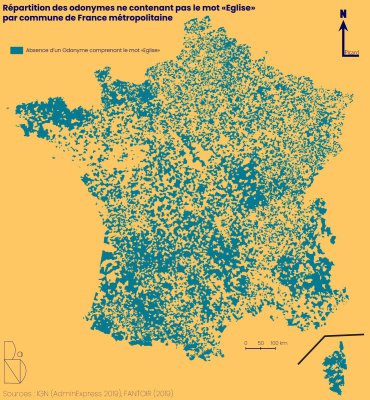 Répartition des odonymes ne contenant pas le mot «Eglise»
par commune de France métropolitaine
N
Absence d'un Odonyme comprenant le mot «Eglise»
0 50 100 km
Sources : IGN (AdminExpress 2019), FANTOIR (2019)